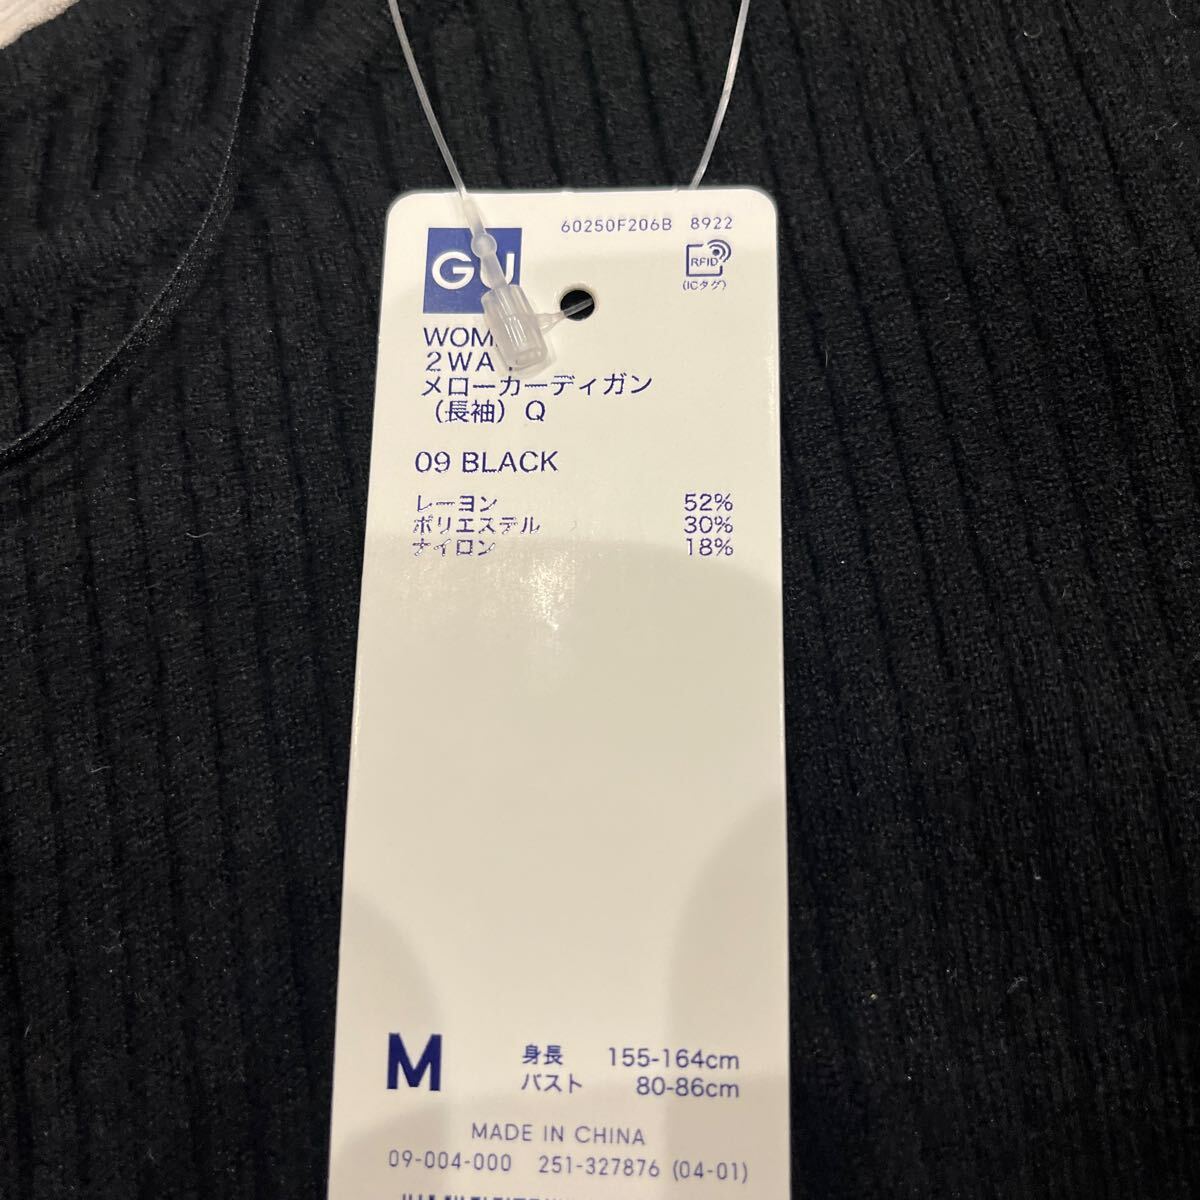 60250F206B 8922
GU
RFID
(ICタグ)
メローカーディガン
（長袖）Q
09 BLACK
レーヨン 52%
ポリエステル 30%
ナイロン 18%
M 身長 155-164cm
バスト 80-86cm
MADE IN CHINA
09-004-000 251-327876 (04-01)